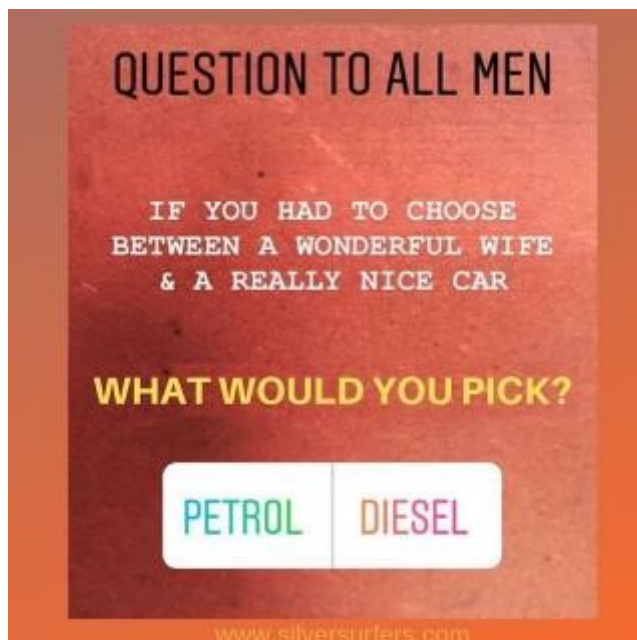 QUESTION TO ALL MEN
IF YOU HAD TO CHOOSE
BETWEEN A WONDERFUL WIFE
& A REALLY NICE CAR
WHAT WOULD YOU PICK?
PETROL DIESEL
www.silversurfers.com